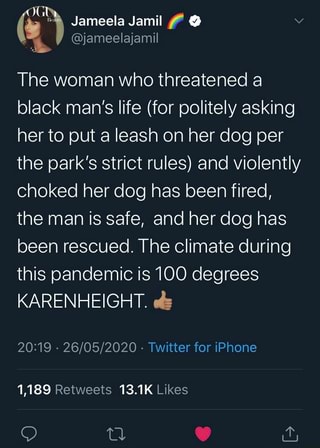 Jameela Jamil 🌈
@jameelajamil
The woman who threatened a
black man's life (for politely asking
her to put a leash on her dog per
the park's strict rules) and violently
choked her dog has been fired,
the man is safe, and her dog has
been rescued. The climate during
this pandemic is 100 degrees
KARENHEIGHT. 👍🏽
20:19 · 26/05/2020 · Twitter for iPhone
1,189 Retweets 13.1K Likes